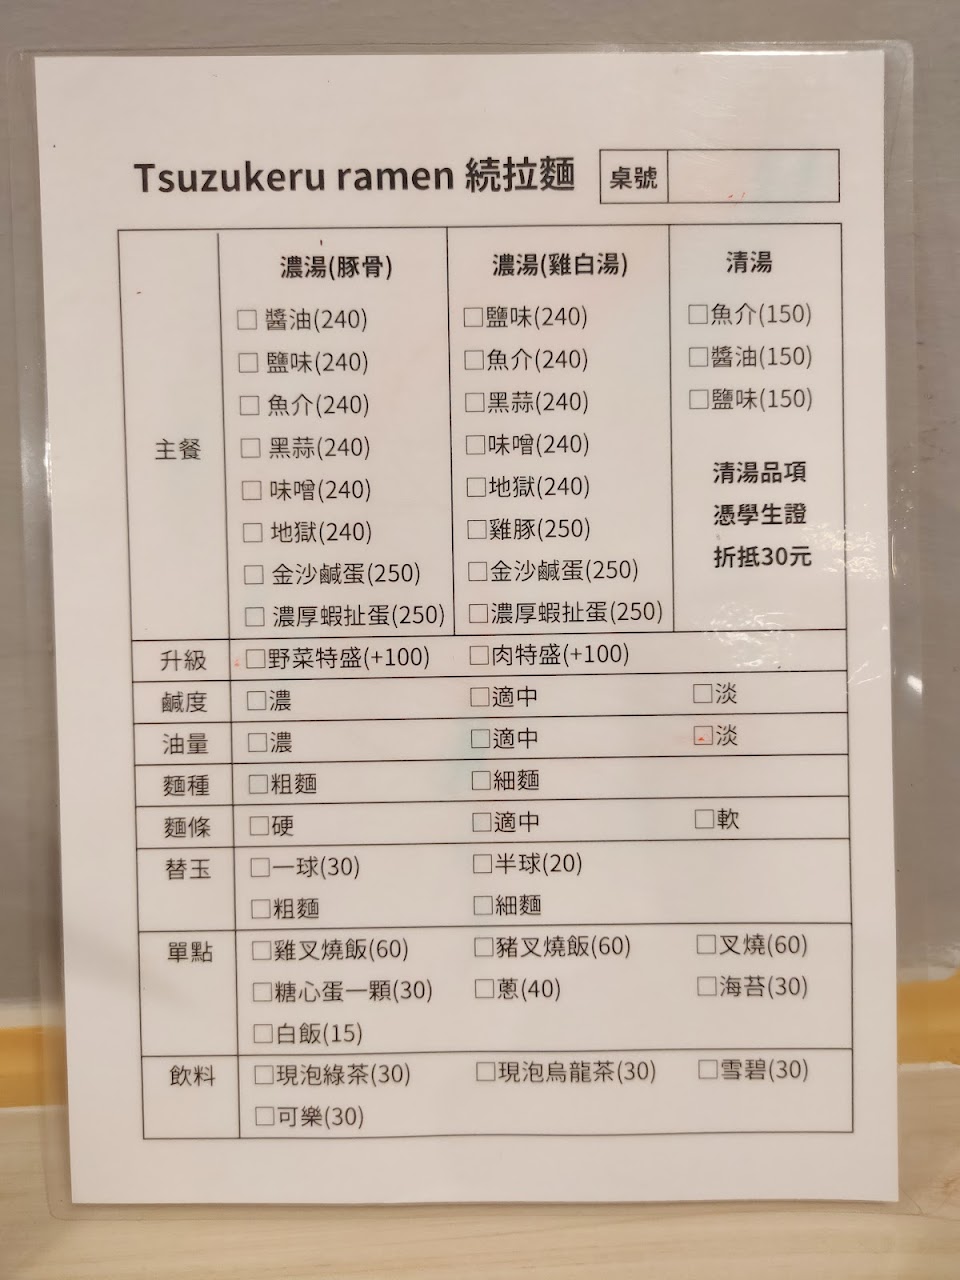 Tsuzukeru ramen 続拉麵 桌號
濃湯(豚骨) 濃湯(雞白湯) 清湯
□ 醬油(240) □鹽味(240) □魚介(150)
□ 鹽味(240) □魚介(240) □醬油(150)
□ 魚介(240) □黑蒜(240) □鹽味(150)
主餐 □ 黑蒜(240) □味噌(240) 清湯品項
□ 味噌(240) □地獄(240) 憑學生證
□ 地獄(240) □雞豚(250) 折抵30元
□ 金沙鹹蛋(250) □金沙鹹蛋(250)
□ 濃厚蝦扯蛋(250) □濃厚蝦扯蛋(250)
升級 □野菜特盛(+100) □肉特盛(+100)
鹹度 □濃 □適中 □淡
油量 □濃 □適中 □淡
麵種 □粗麵 □細麵
麵條 □硬 □適中 □軟
替玉 □一球(30) □半球(20)
□粗麵 □細麵
單點 □雞叉燒飯(60) □豬叉燒飯(60) □叉燒(60)
□糖心蛋一顆(30) □蔥(40) □海苔(30)
□白飯(15)
飲料 □現泡綠茶(30) □現泡烏龍茶(30) □雪碧(30)
□可樂(30)